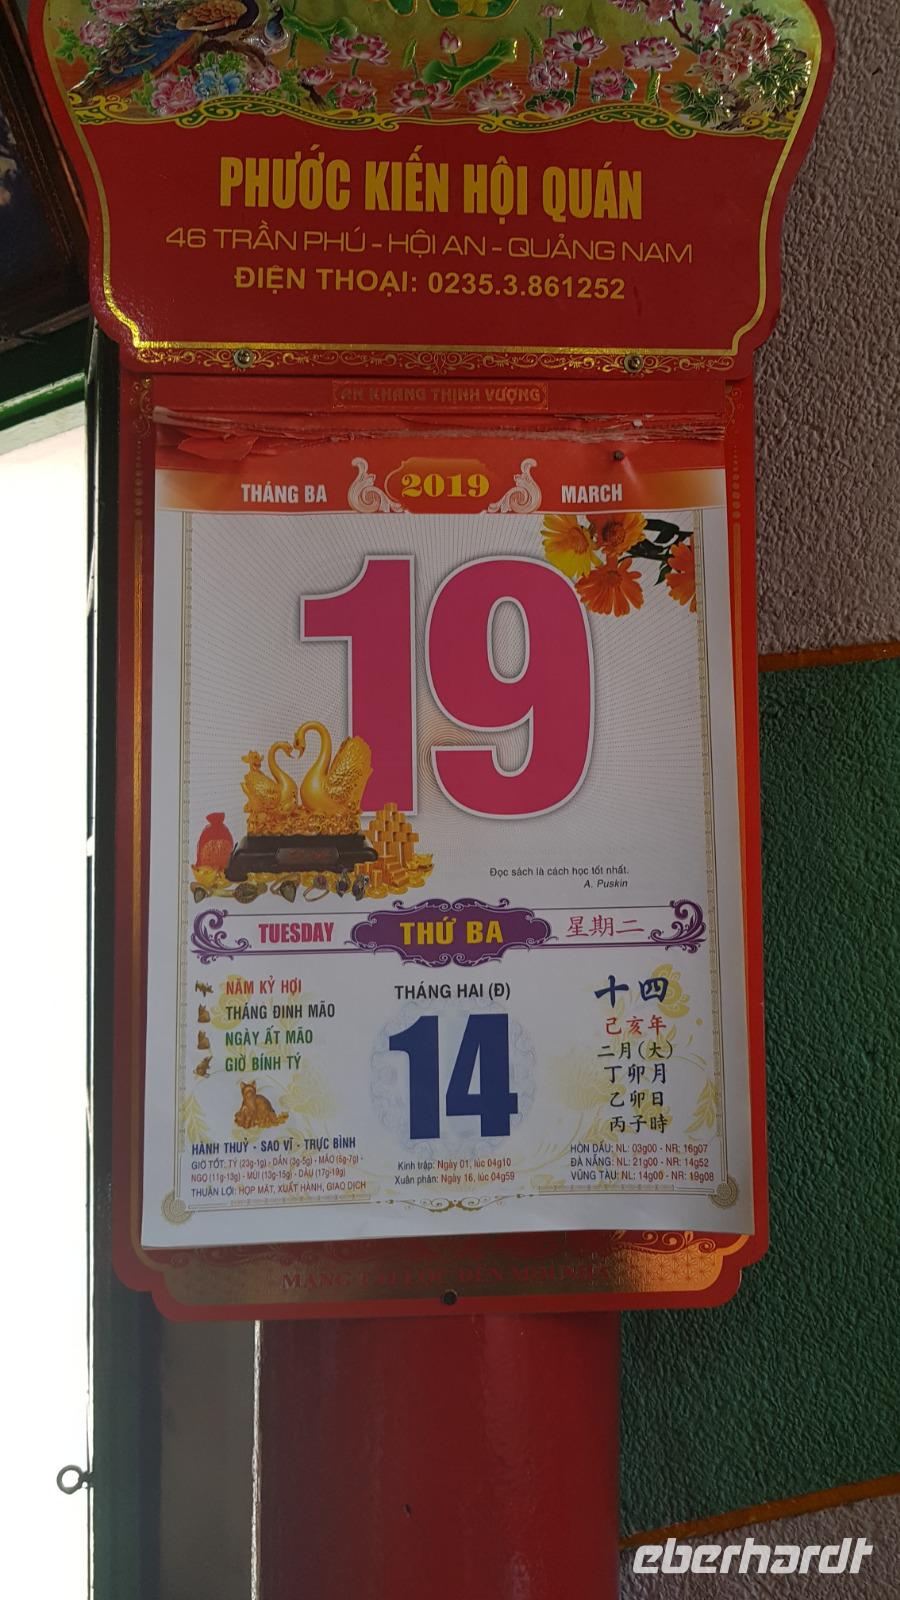 PHƯỚC KIẾN HỘI QUÁN
46 TRẦN PHÚ - HỘI AN - QUẢNG NAM
ĐIỆN THOẠI: 0235.3.861252
AN KHANG THỊNH VƯỢNG
THÁNG BA 2019 MARCH
19
Đọc sách là cách học tốt nhất.
A. Puskin
TUESDAY THỨ BA 星期二
NĂM KỶ HỢI
THÁNG ĐINH MÃO
NGÀY ẤT MÃO
GIỜ BÍNH TÝ
THÁNG HAI (Đ)
14
十四
己亥年
二月(大)
丁卯月
乙卯日
丙子時
HÀNH THUỶ - SAO VĨ - TRỰC BÌNH
GIỜ TỐT: TÝ (23g-1g) - DẦN (3g-5g) - MÃO (5g-7g) -
NGỌ (11g-13g) - MÙI (13g-15g) - DẬU (17g-19g)
THUẬN LỢI: HỌP MẶT, XUẤT HÀNH, GIAO DỊCH
Kinh trập: Ngày 01, lúc 04g10
Xuân phân: Ngày 16, lúc 04g59
HÒN DẤU: NL: 03g00 - NR: 16g07
ĐÀ NẴNG: NL: 21g00 - NR: 14g52
VŨNG TÀU: NL: 14g00 - NR: 19g08
MANG TÀI LỘC ĐẾN MỌI NHÀ
eberhardt